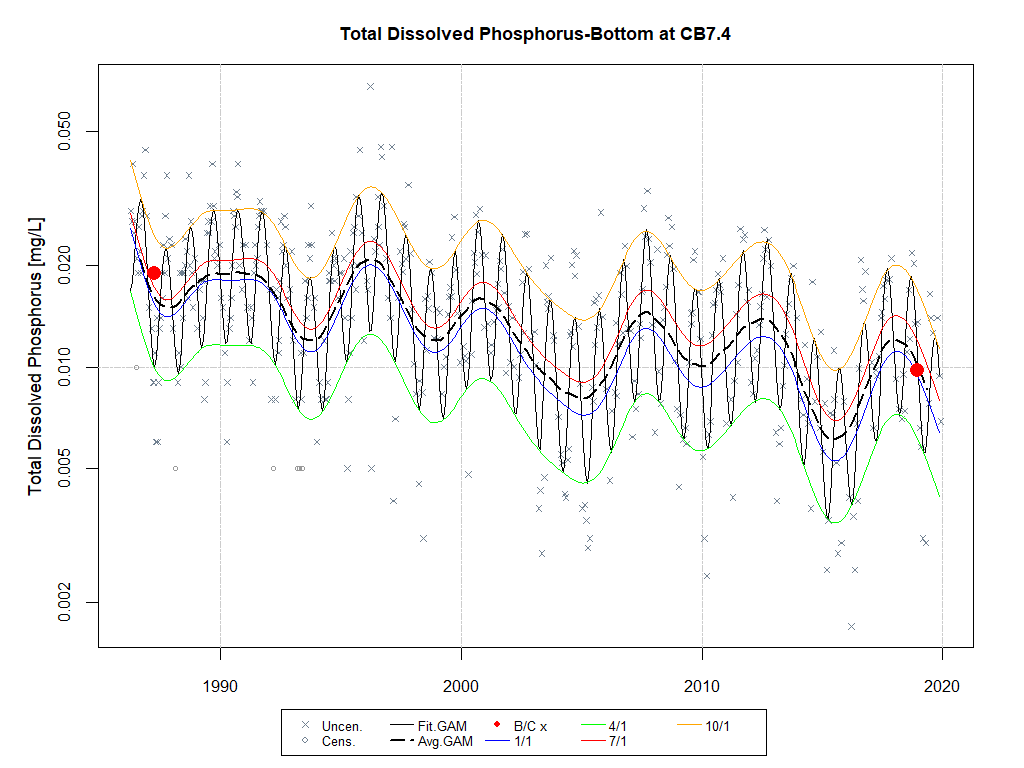 Total Dissolved Phosphorus-Bottom at CB7.4
Total Dissolved Phosphorus [mg/L]
0.050
0.020
0.010
0.005
0.002
1990 2000 2010 2020
Uncen. Fit.GAM B/C x 4/1 10/1
Cens. Avg.GAM 1/1 7/1